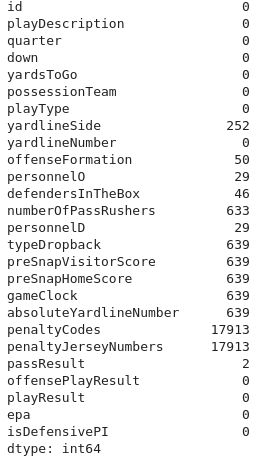 id 0
playDescription 0
quarter 0
down 0
yardsToGo 0
possessionTeam 0
playType 0
yardlineSide 252
yardlineNumber 0
offenseFormation 50
personnelO 29
defendersInTheBox 46
numberOfPassRushers 633
personnelD 29
typeDropback 639
preSnapVisitorScore 639
preSnapHomeScore 639
gameClock 639
absoluteYardlineNumber 639
penaltyCodes 17913
penaltyJerseyNumbers 17913
passResult 2
offensePlayResult 0
playResult 0
epa 0
isDefensivePI 0
dtype: int64